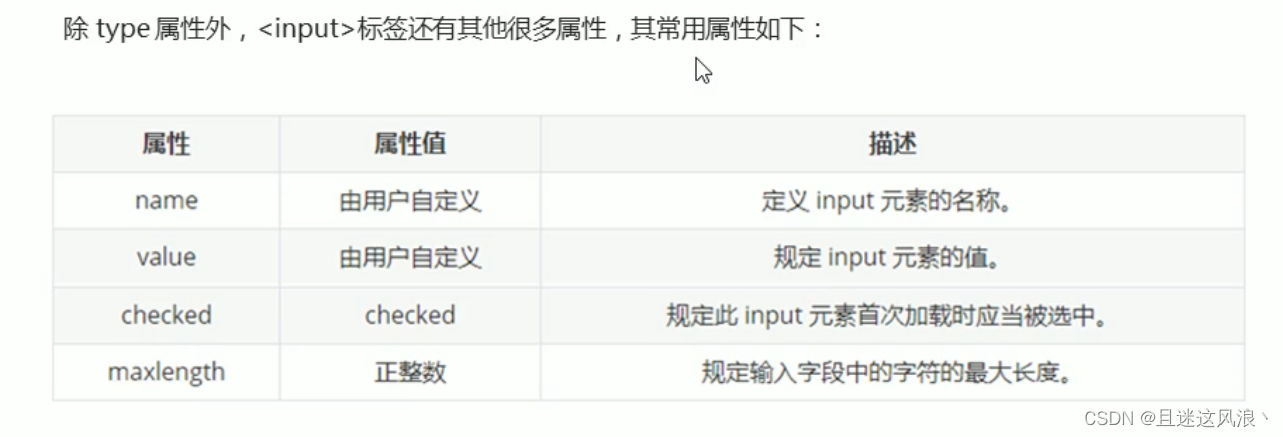 除 type 属性外，<input>标签还有其他很多属性，其常用属性如下：
属性 属性值 描述
name 由用户自定义 定义 input 元素的名称。
value 由用户自定义 规定 input 元素的值。
checked checked 规定此 input 元素首次加载时应当被选中。
maxlength 正整数 规定输入字段中的字符的最大长度。
CSDN @且迷这风浪丶